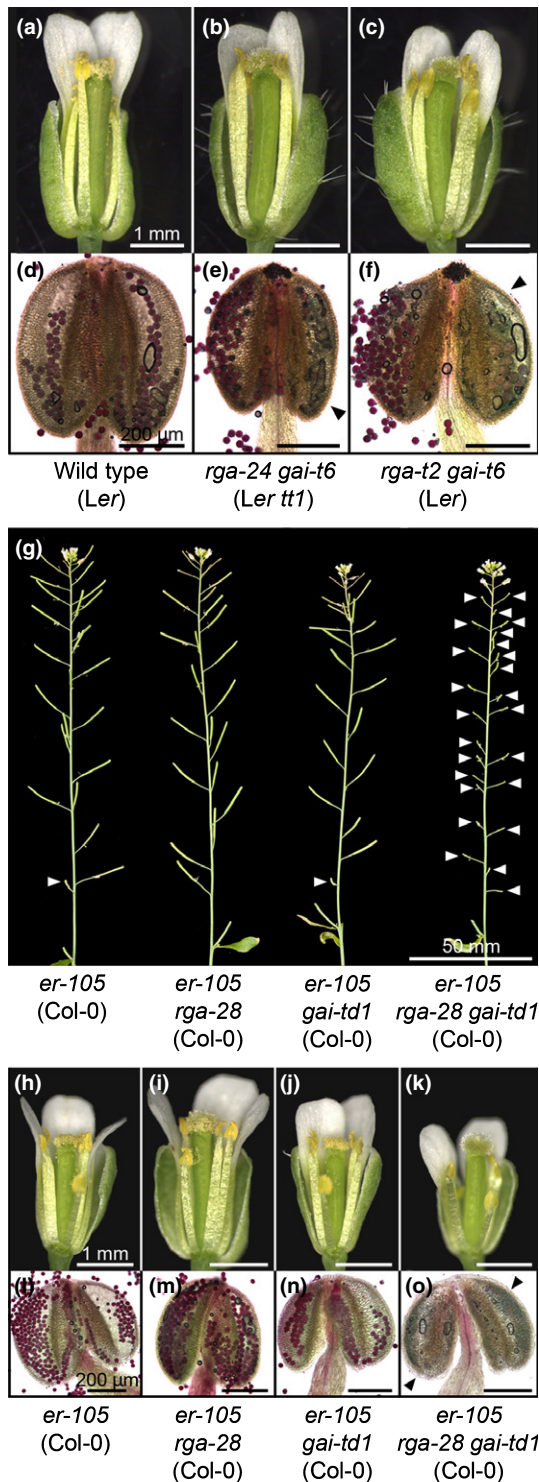 (a) (b) (c)
1 mm
(d) (e) (f)
200 µm
Wild type rga-24 gai-t6 rga-t2 gai-t6
(Ler) (Ler tt1) (Ler)
(g)
50 mm
er-105 er-105 er-105 er-105
(Col-0) rga-28 gai-td1 rga-28 gai-td1
(Col-0) (Col-0) (Col-0)
(h) (i) (j) (k)
1 mm
(l) (m) (n) (o)
200 µm
er-105 er-105 er-105 er-105
(Col-0) rga-28 gai-td1 rga-28 gai-td1
(Col-0) (Col-0) (Col-0)